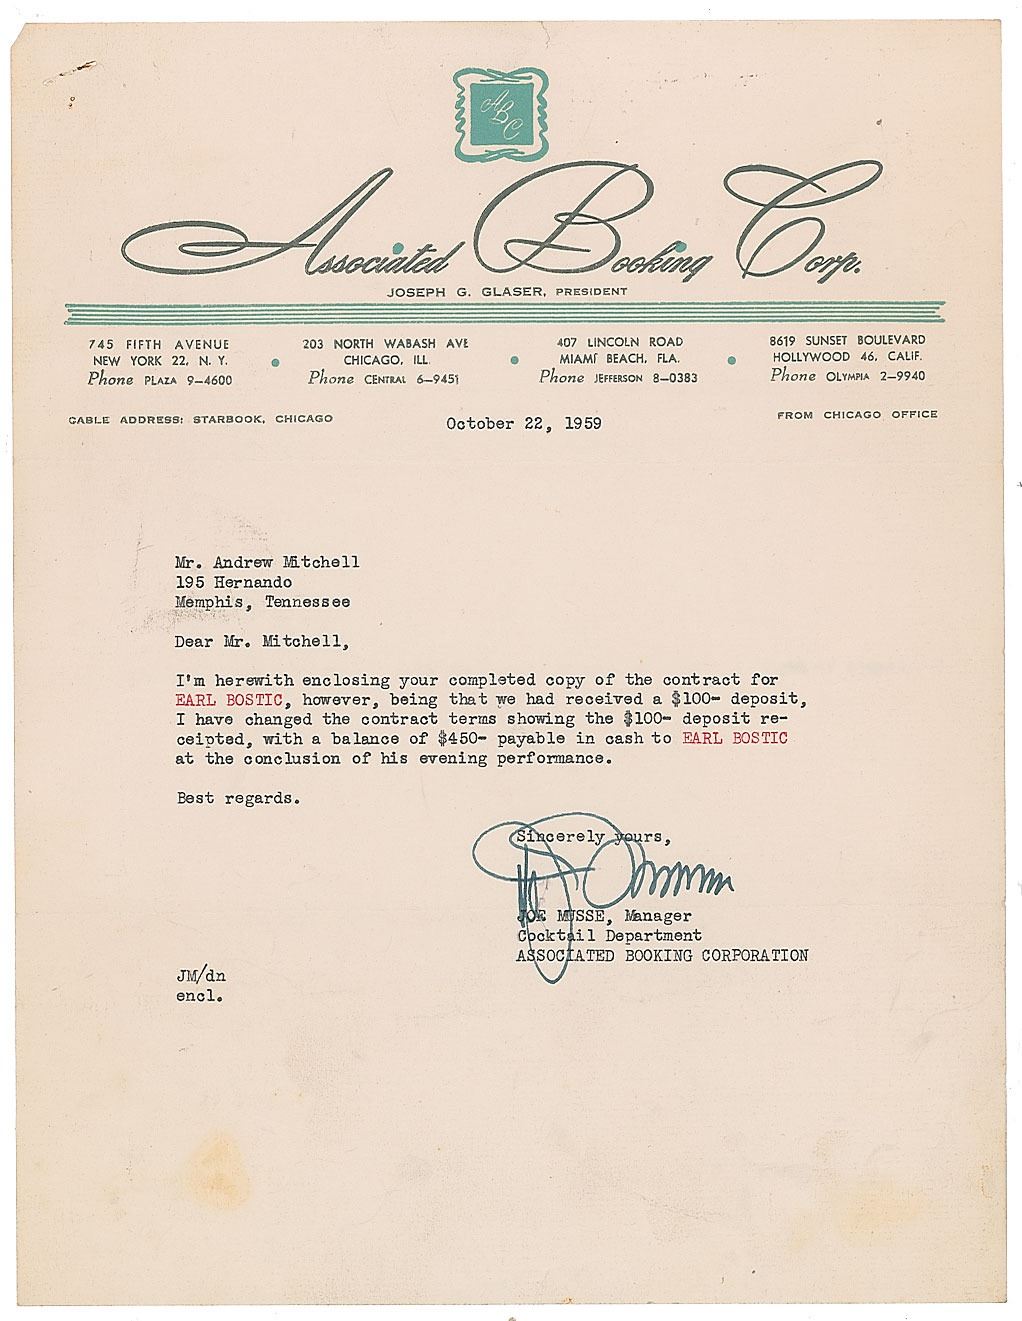 ABC
Associated Booking Corp.
JOSEPH G. GLASER, PRESIDENT
745 FIFTH AVENUE
NEW YORK 22, N. Y.
Phone PLAZA 9-4600
203 NORTH WABASH AVE
CHICAGO, ILL
Phone CENTRAL 6-9451
407 LINCOLN ROAD
MIAMI BEACH, FLA.
Phone JEFFERSON 8-0383
8619 SUNSET BOULEVARD
HOLLYWOOD 46, CALIF.
Phone OLYMPIA 2-9940
CABLE ADDRESS: STARBOOK, CHICAGO
October 22, 1959
FROM CHICAGO OFFICE
Mr. Andrew Mitchell
195 Hernando
Memphis, Tennessee
Dear Mr. Mitchell,
I'm herewith enclosing your completed copy of the contract for
EARL BOSTIC, however, being that we had received a $100- deposit,
I have changed the contract terms showing the $100- deposit re-
ceipted, with a balance of $450- payable in cash to EARL BOSTIC
at the conclusion of his evening performance.
Best regards.
Sincerely yours,
JOE MUSSE, Manager
Cocktail Department
ASSOCIATED BOOKING CORPORATION
JM/dn
encl.